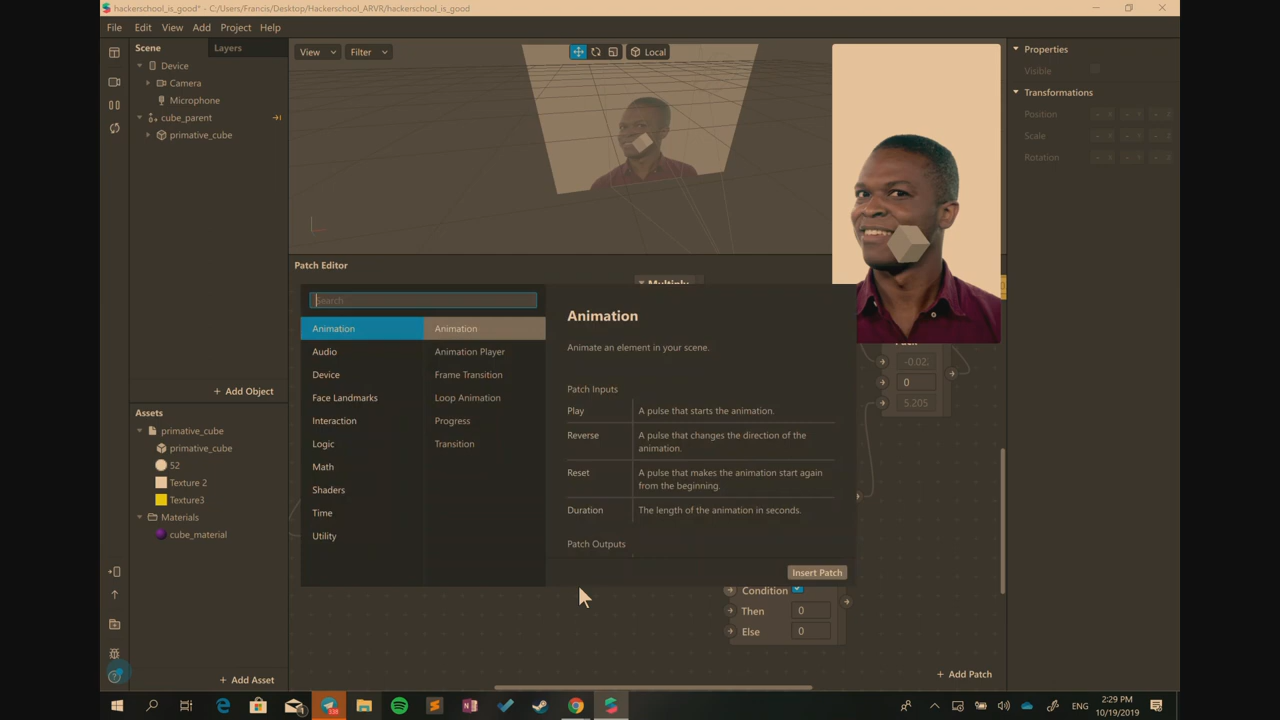 hackerschool_is_good* - C:/Users/Francis/Desktop/Hackerschool_ARVR/hackerschool_is_good
File Edit View Add Project Help
Scene Layers
Device
Camera
Microphone
cube_parent
primative_cube
+ Add Object
Assets
primative_cube
primative_cube
52
Texture 2
Texture3
Materials
cube_material
+ Add Asset
View Filter Local
Patch Editor
Multiply
Search...
Animation
Audio
Device
Face Landmarks
Interaction
Logic
Math
Shaders
Time
Utility
Animation
Animation Player
Frame Transition
Loop Animation
Progress
Transition
Animation
Animate an element in your scene.
Patch Inputs
Play A pulse that starts the animation.
Reverse A pulse that changes the direction of the
animation.
Reset A pulse that makes the animation start again
from the beginning.
Duration The length of the animation in seconds.
Patch Outputs
Insert Patch
-0.02,
0
5.205
0
Condition
Then 0
Else 0
+ Add Patch
Properties
Visible
Transformations
Position - X - Y - Z
Scale - X - Y - Z
Rotation - X - Y - Z
ENG
2:29 PM
10/19/2019